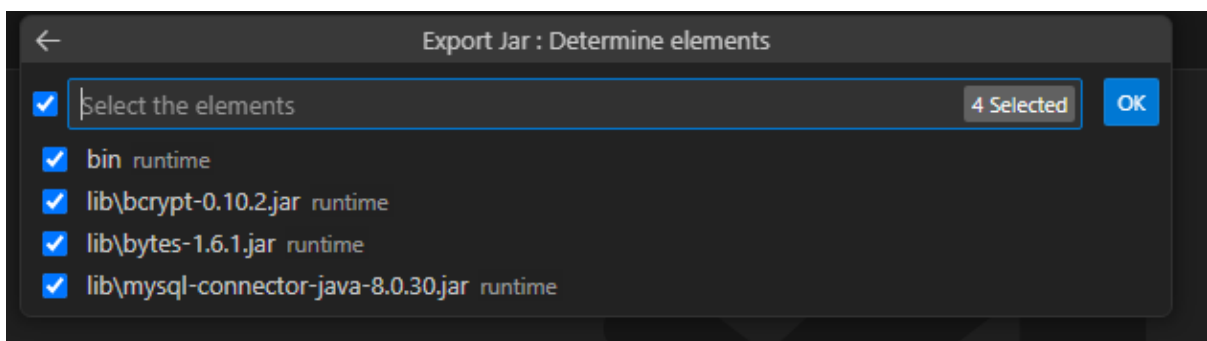 Export Jar : Determine elements
Select the elements 4 Selected OK
bin runtime
lib\bcrypt-0.10.2.jar runtime
lib\bytes-1.6.1.jar runtime
lib\mysql-connector-java-8.0.30.jar runtime